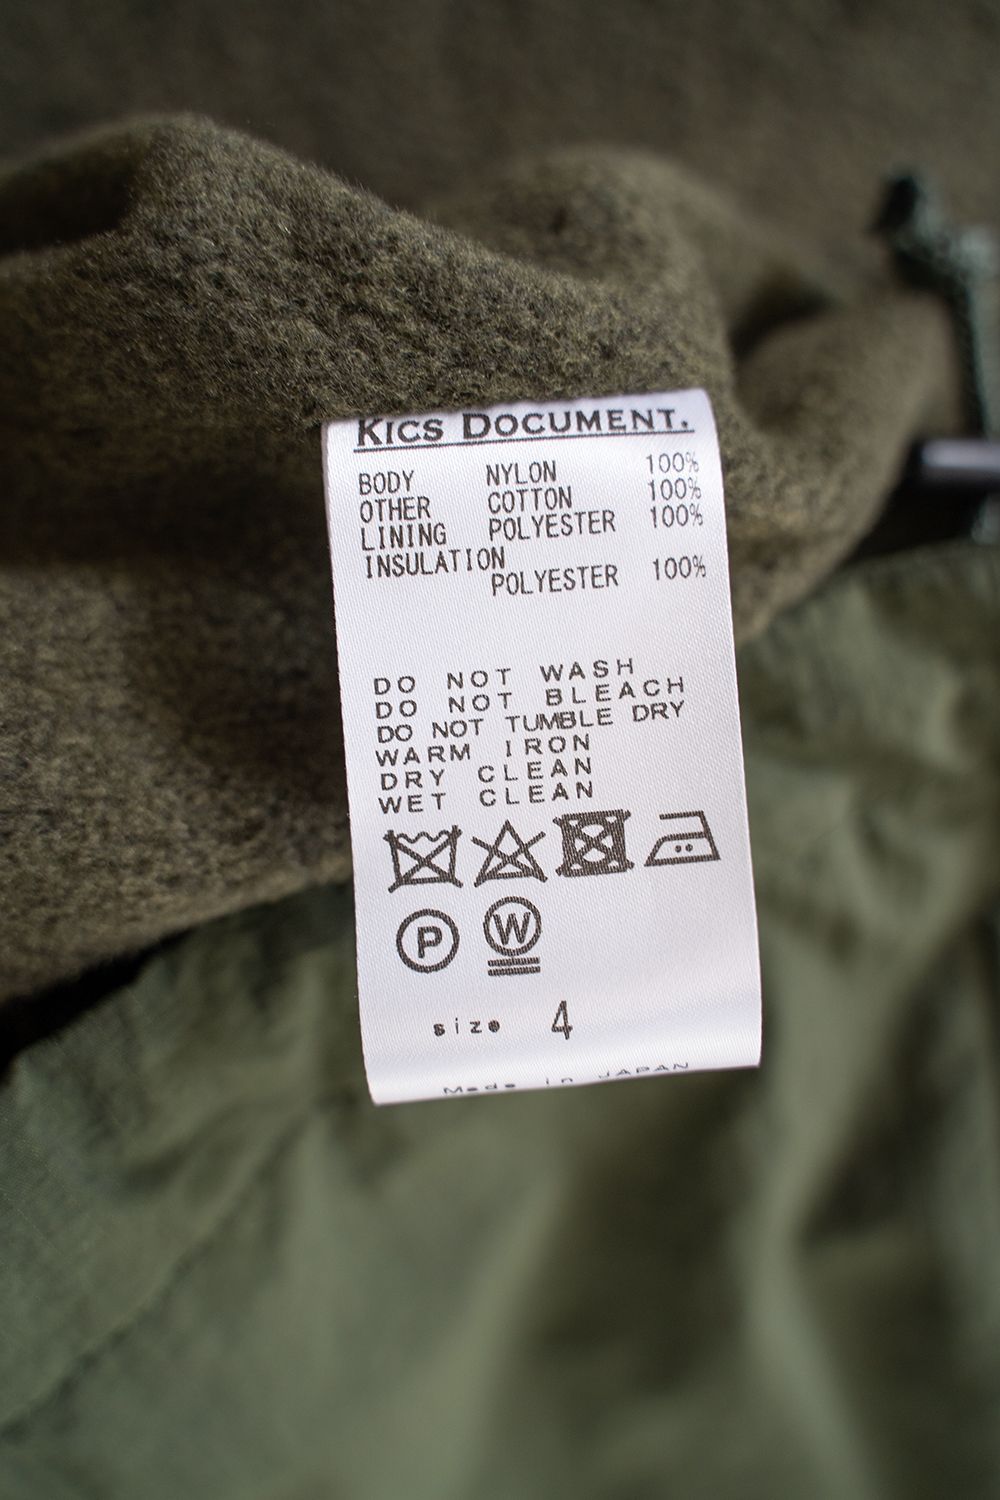 KICS DOCUMENT.
BODY NYLON 100%
OTHER COTTON 100%
LINING POLYESTER 100%
INSULATION
POLYESTER 100%
DO NOT WASH
DO NOT BLEACH
DO NOT TUMBLE DRY
WARM IRON
DRY CLEAN
WET CLEAN
P W
size 4
Made in JAPAN